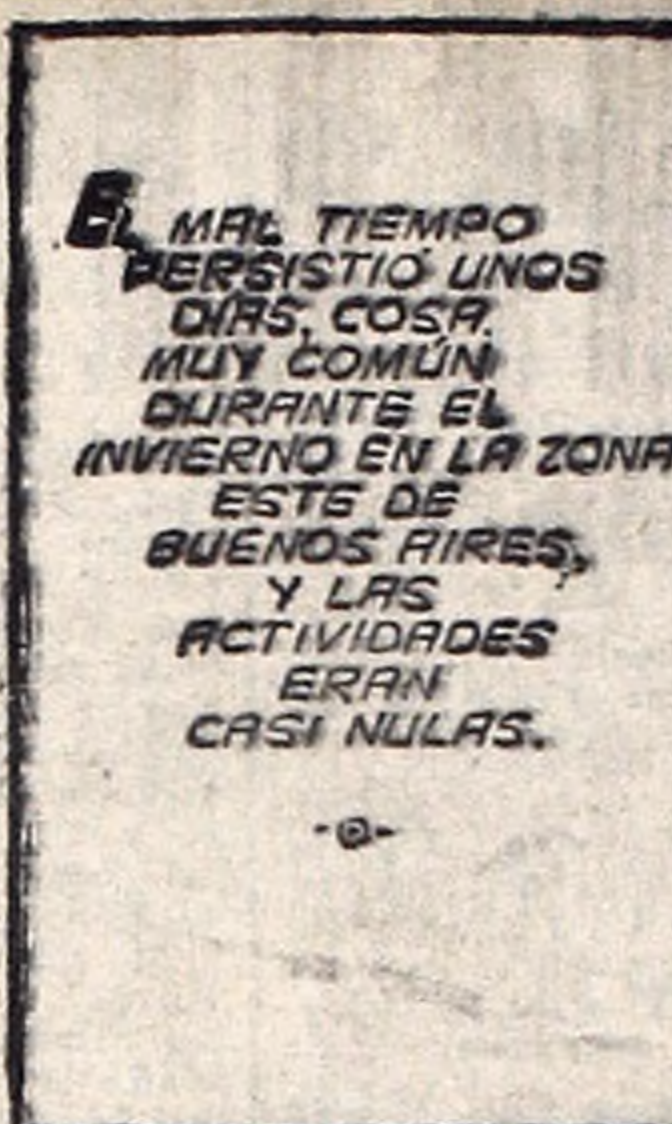 EL MAL TIEMPO
PERSISTIÓ UNOS
DÍAS, COSA
MUY COMÚN
DURANTE EL
INVIERNO EN LA ZONA
ESTE DE
BUENOS AIRES,
Y LAS
ACTIVIDADES
ERAN
CASI NULAS.